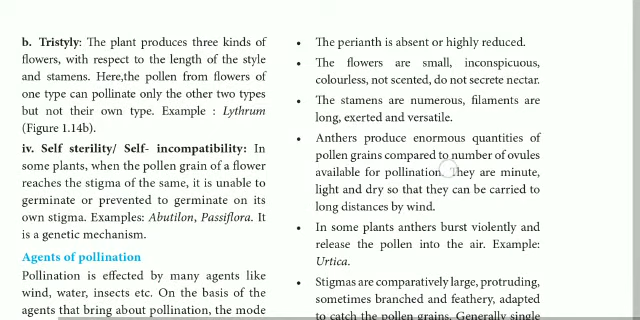 b. Tristyly: The plant produces three kinds of
flowers, with respect to the length of the style
and stamens. Here,the pollen from flowers of
one type can pollinate only the other two types
but not their own type. Example : Lythrum
(Figure 1.14b).
iv. Self sterility/ Self- incompatibility: In
some plants, when the pollen grain of a flower
reaches the stigma of the same, it is unable to
germinate or prevented to germinate on its
own stigma. Examples: Abutilon, Passiflora. It
is a genetic mechanism.
Agents of pollination
Pollination is effected by many agents like
wind, water, insects etc. On the basis of the
agents that bring about pollination, the mode
• The perianth is absent or highly reduced.
• The flowers are small, inconspicuous,
colourless, not scented, do not secrete nectar.
• The stamens are numerous, filaments are
long, exerted and versatile.
• Anthers produce enormous quantities of
pollen grains compared to number of ovules
available for pollination. They are minute,
light and dry so that they can be carried to
long distances by wind.
• In some plants anthers burst violently and
release the pollen into the air. Example:
Urtica.
• Stigmas are comparatively large, protruding,
sometimes branched and feathery, adapted
to catch the pollen grains. Generally single